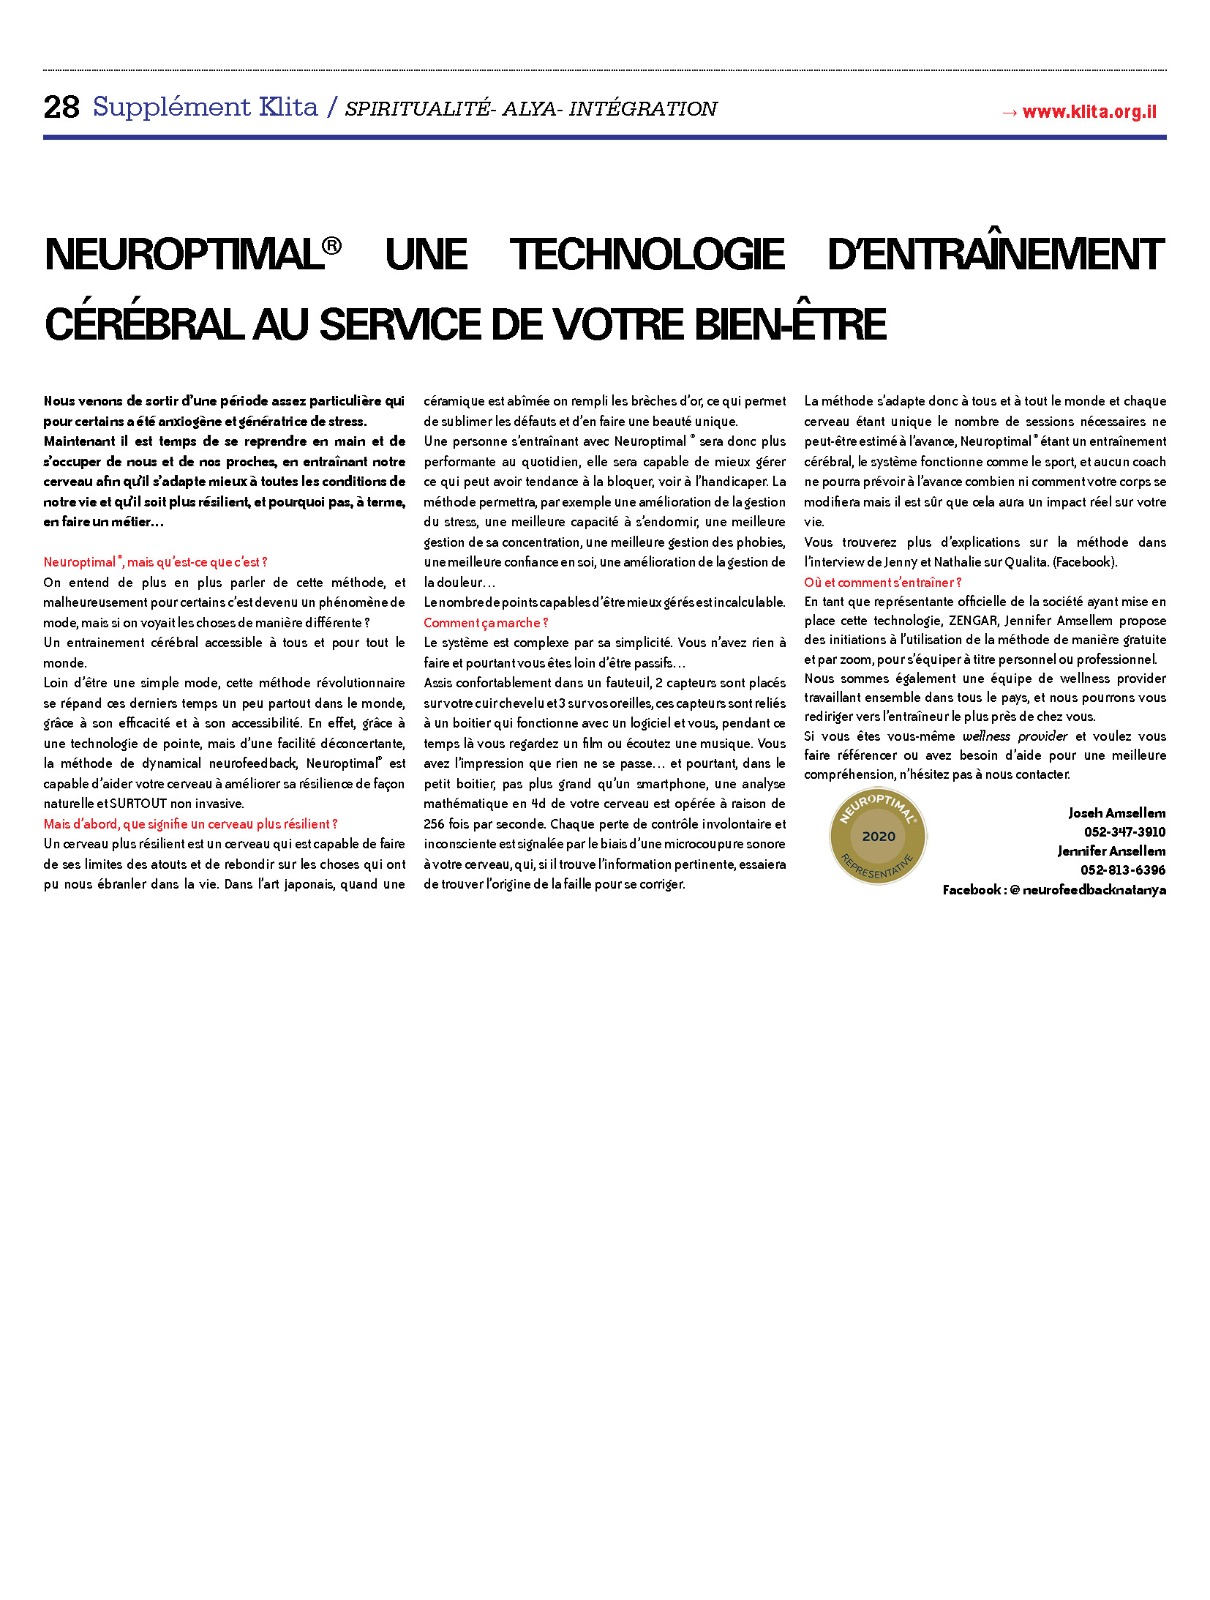 28 Supplément Klita / SPIRITUALITÉ- ALYA- INTÉGRATION
→ www.klita.org.il
NEUROPTIMAL® UNE TECHNOLOGIE D'ENTRAÎNEMENT
CÉRÉBRAL AU SERVICE DE VOTRE BIEN-ÊTRE
Nous venons de sortir d'une période assez particulière qui
pour certains a été anxiogène et génératrice de stress.
Maintenant il est temps de se reprendre en main et de
s'occuper de nous et de nos proches, en entraînant notre
cerveau afin qu'il s'adapte mieux à toutes les conditions de
notre vie et qu'il soit plus résilient, et pourquoi pas, à terme,
en faire un métier…
Neuroptimal®, mais qu'est-ce que c'est ?
On entend de plus en plus parler de cette méthode, et
malheureusement pour certains c'est devenu un phénomène de
mode, mais si on voyait les choses de manière différente ?
Un entrainement cérébral accessible à tous et pour tout le
monde.
Loin d'être une simple mode, cette méthode révolutionnaire
se répand ces derniers temps un peu partout dans le monde,
grâce à son efficacité et à son accessibilité. En effet, grâce à
une technologie de pointe, mais d'une facilité déconcertante,
la méthode de dynamical neurofeedback, Neuroptimal® est
capable d'aider votre cerveau à améliorer sa résilience de façon
naturelle et SURTOUT non invasive.
Mais d'abord, que signifie un cerveau plus résilient ?
Un cerveau plus résilient est un cerveau qui est capable de faire
de ses limites des atouts et de rebondir sur les choses qui ont
pu nous ébranler dans la vie. Dans l'art japonais, quand une
céramique est abîmée on rempli les brèches d'or, ce qui permet
de sublimer les défauts et d'en faire une beauté unique.
Une personne s'entraînant avec Neuroptimal ® sera donc plus
performante au quotidien, elle sera capable de mieux gérer
ce qui peut avoir tendance à la bloquer, voir à l'handicaper. La
méthode permettra, par exemple une amélioration de la gestion
du stress, une meilleure capacité à s'endormir, une meilleure
gestion de sa concentration, une meilleure gestion des phobies,
une meilleure confiance en soi, une amélioration de la gestion de
la douleur…
Le nombre de points capables d'être mieux gérés est incalculable.
Comment ça marche ?
Le système est complexe par sa simplicité. Vous n'avez rien à
faire et pourtant vous êtes loin d'être passifs…
Assis confortablement dans un fauteuil, 2 capteurs sont placés
sur votre cuir chevelu et 3 sur vos oreilles, ces capteurs sont reliés
à un boitier qui fonctionne avec un logiciel et vous, pendant ce
temps là vous regardez un film ou écoutez une musique. Vous
avez l'impression que rien ne se passe… et pourtant, dans le
petit boitier, pas plus grand qu'un smartphone, une analyse
mathématique en 4d de votre cerveau est opérée à raison de
256 fois par seconde. Chaque perte de contrôle involontaire et
inconsciente est signalée par le biais d'une microcoupure sonore
à votre cerveau, qui, si il trouve l'information pertinente, essaiera
de trouver l'origine de la faille pour se corriger.
La méthode s'adapte donc à tous et à tout le monde et chaque
cerveau étant unique le nombre de sessions nécessaires ne
peut-être estimé à l'avance, Neuroptimal® étant un entraînement
cérébral, le système fonctionne comme le sport, et aucun coach
ne pourra prévoir à l'avance combien ni comment votre corps se
modifiera mais il est sûr que cela aura un impact réel sur votre
vie.
Vous trouverez plus d'explications sur la méthode dans
l'interview de Jenny et Nathalie sur Qualita. (Facebook).
Où et comment s'entraîner ?
En tant que représentante officielle de la société ayant mise en
place cette technologie, ZENGAR, Jennifer Amsellem propose
des initiations à l'utilisation de la méthode de manière gratuite
et par zoom, pour s'équiper à titre personnel ou professionnel.
Nous sommes également une équipe de wellness provider
travaillant ensemble dans tous le pays, et nous pourrons vous
rediriger vers l'entraîneur le plus près de chez vous.
Si vous êtes vous-même wellness provider et voulez vous
faire référencer ou avez besoin d'aide pour une meilleure
compréhension, n'hésitez pas à nous contacter.
NEUROPTIMAL®
2020
REPRESENTATIVE
Joseh Amsellem
052-347-3910
Jennifer Ansellem
052-813-6396
Facebook : @ neurofeedbacknatanya